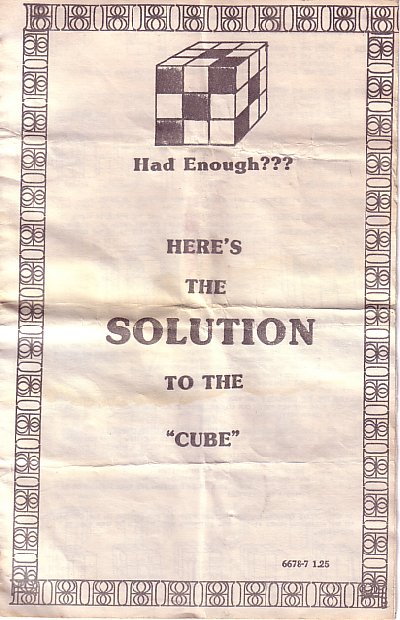 Had Enough???
HERE'S
THE
SOLUTION
TO THE
"CUBE"
6678-7 1.25